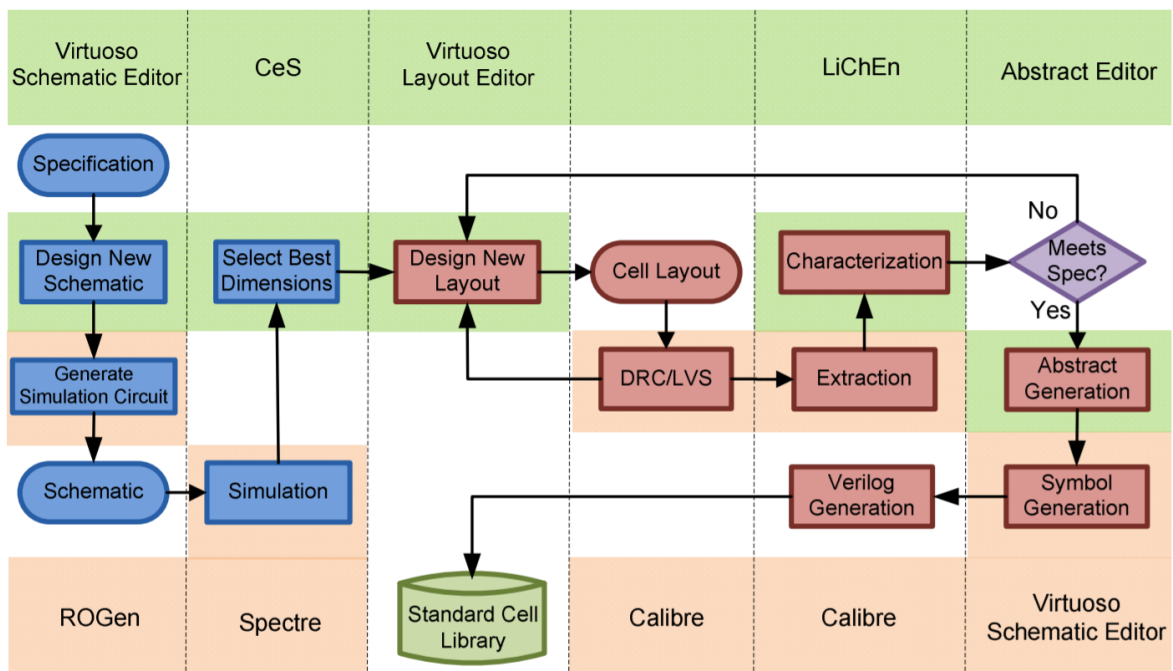 Virtuoso
Schematic Editor
CeS
Virtuoso
Layout Editor
LiChEn
Abstract Editor
Specification
No
Design New
Schematic
Select Best
Dimensions
Design New
Layout
Cell Layout
Characterization
Meets
Spec?
Yes
Generate
Simulation Circuit
DRC/LVS
Extraction
Abstract
Generation
Schematic
Simulation
Verilog
Generation
Symbol
Generation
ROGen
Spectre
Standard Cell
Library
Calibre
Calibre
Virtuoso
Schematic Editor